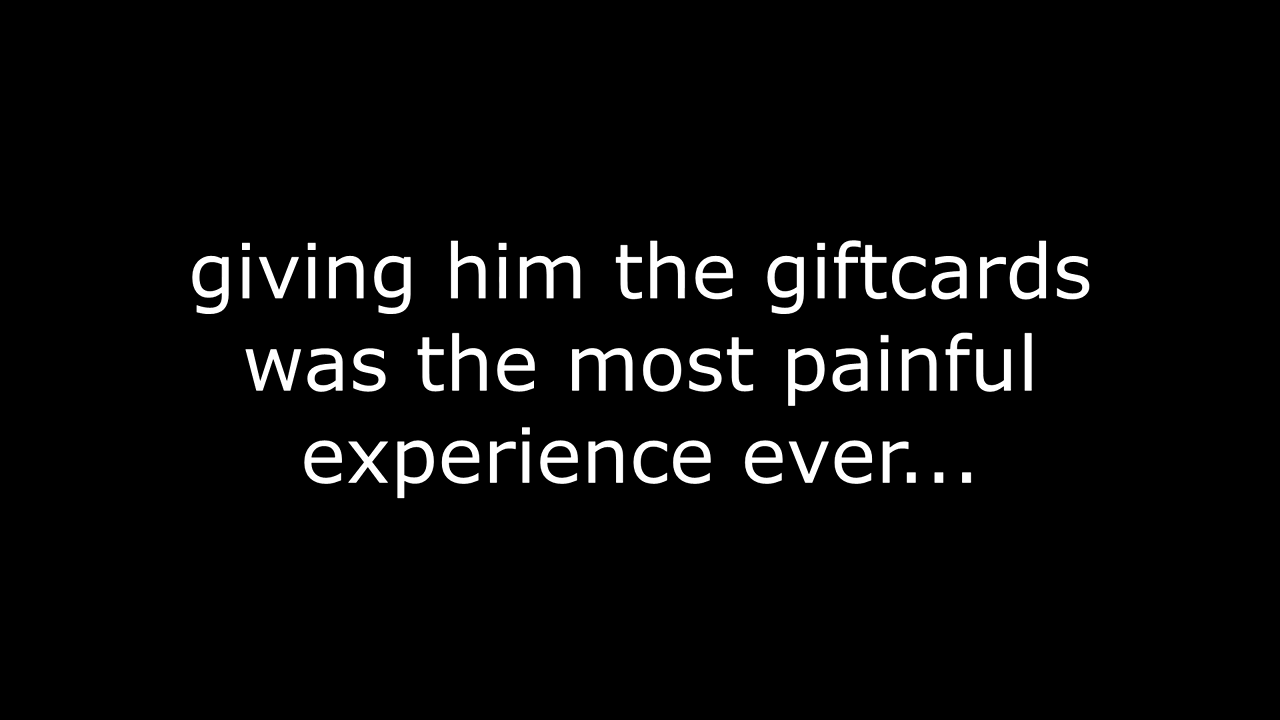 giving him the giftcards
was the most painful
experience ever...